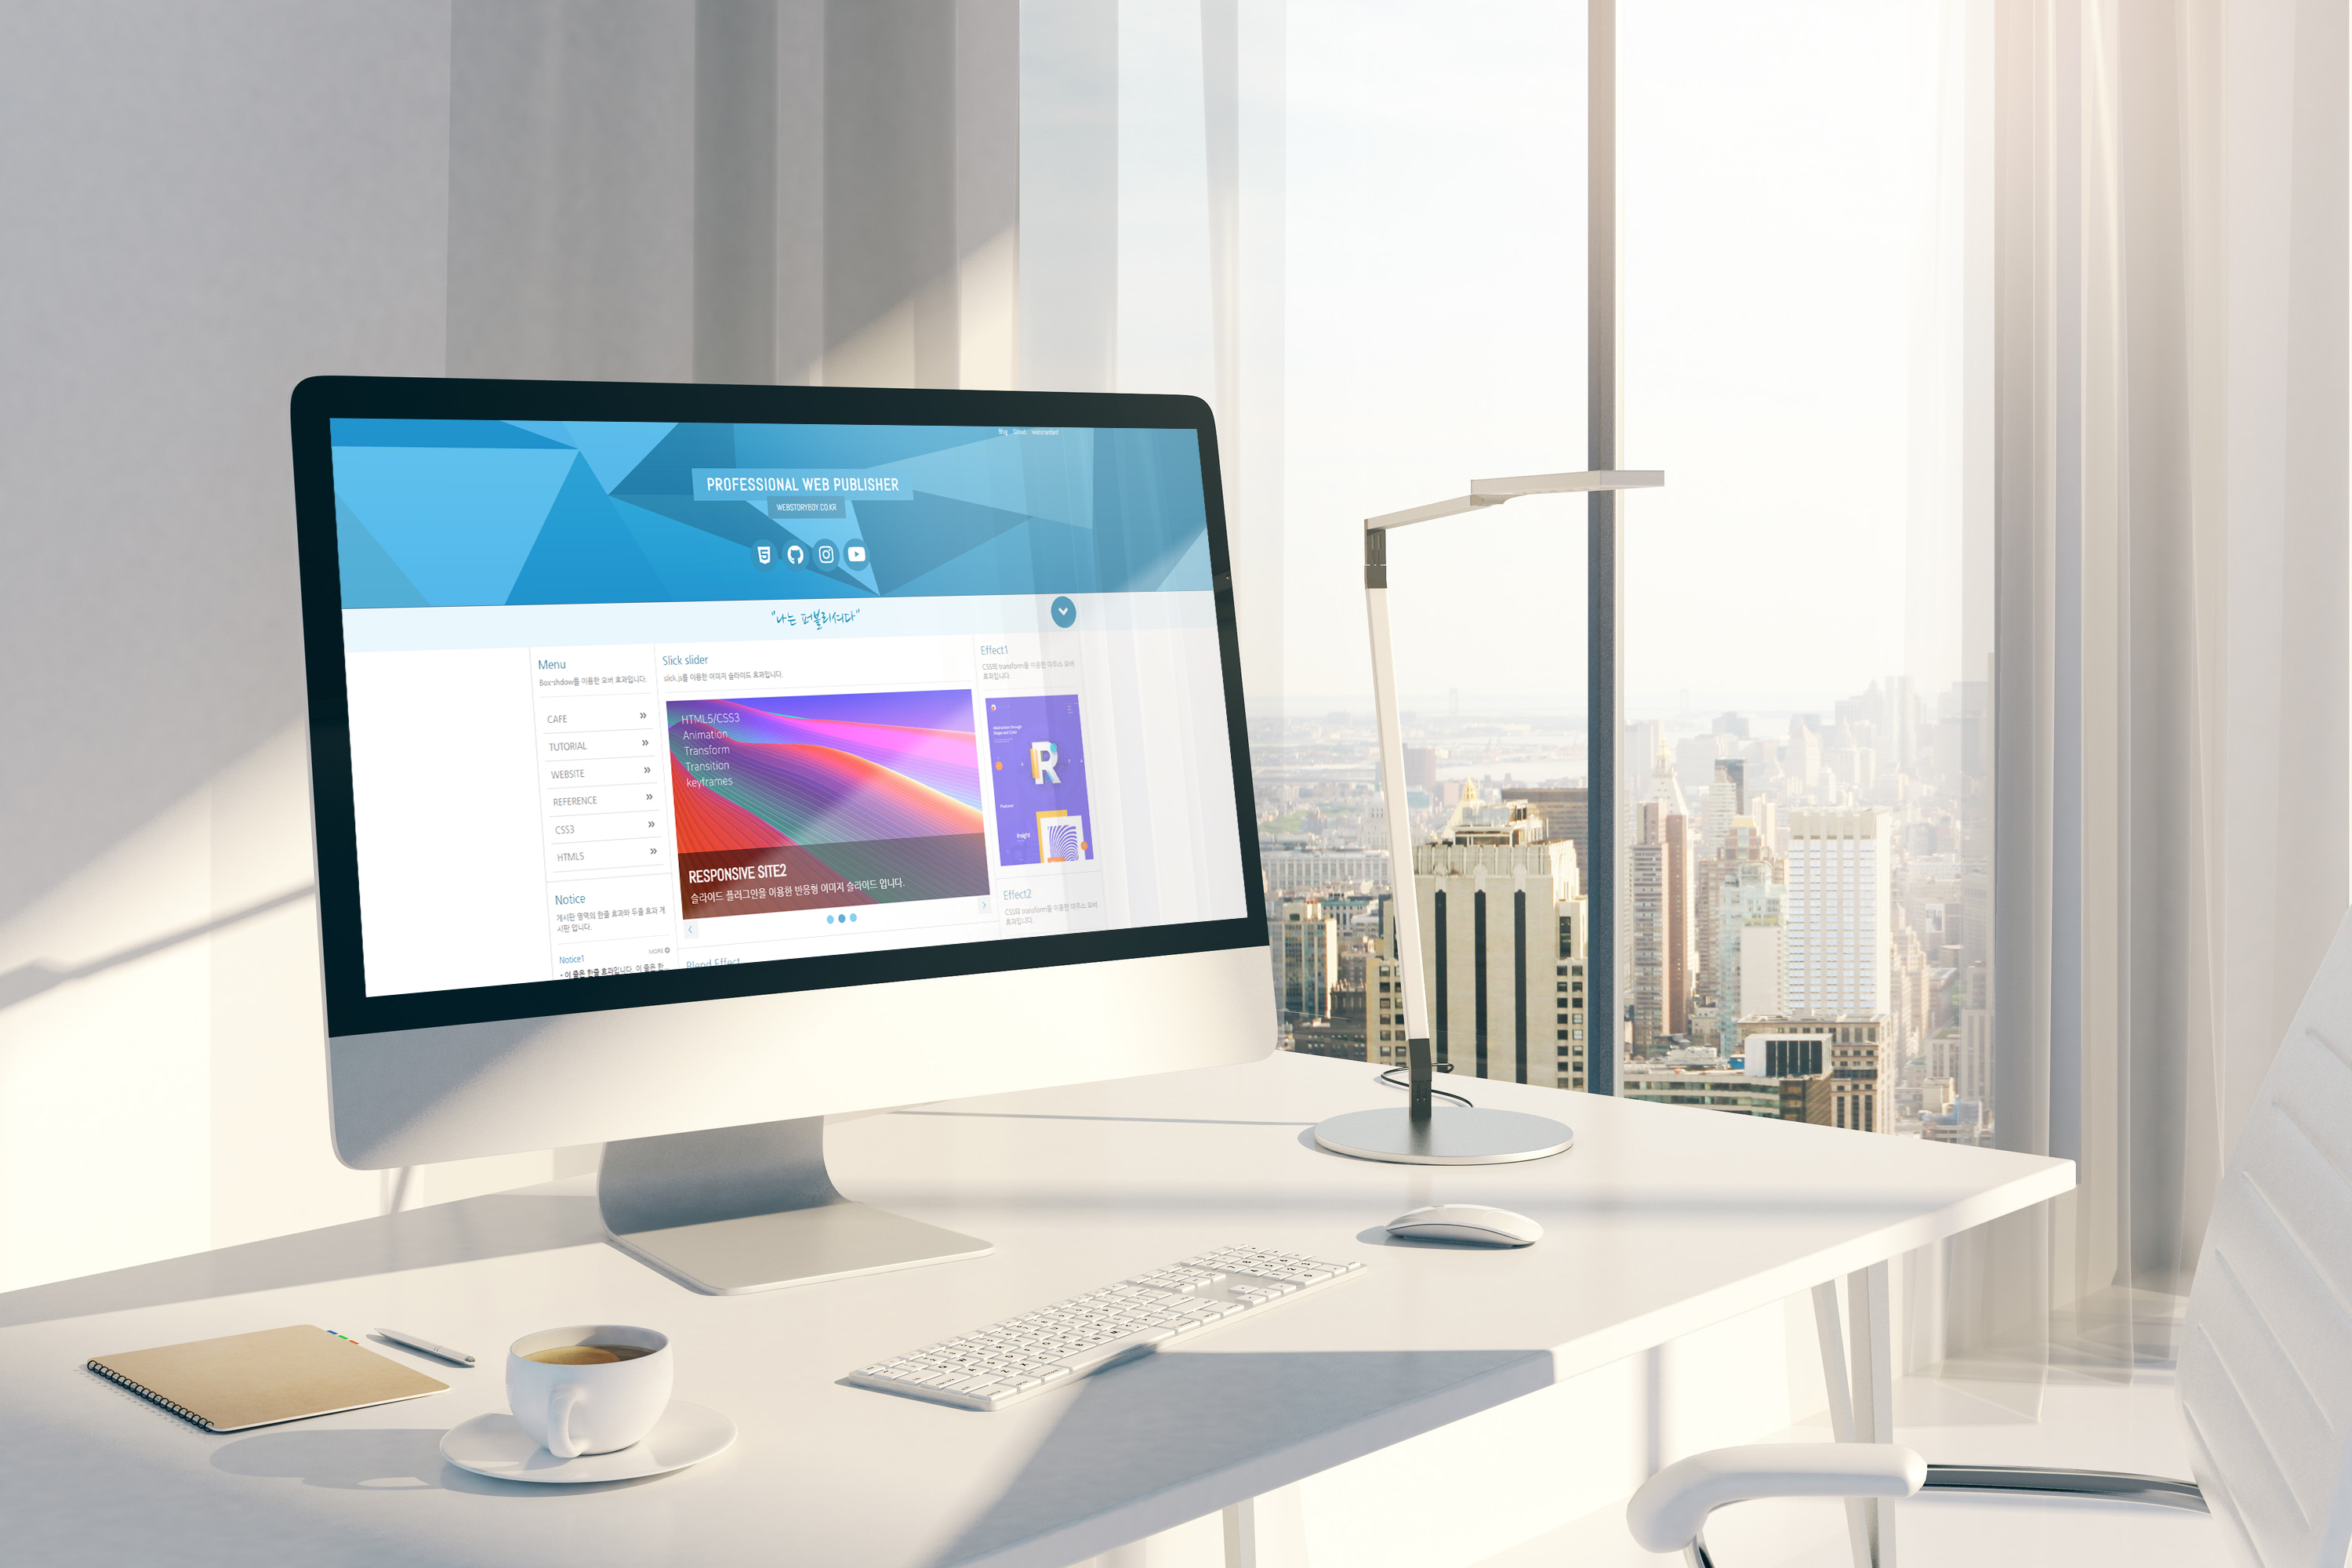 Blog Github Webstandard
PROFESSIONAL WEB PUBLISHER
WEBSTORYBOY.CO.KR
"나는 퍼블리셔다"
Menu
Box-shdow를 이용한 오버 효과입니다.
CAFE
TUTORIAL
WEBSITE
REFERENCE
CSS3
HTML5
Notice
게시판 영역의 한줄 효과와 두줄 효과 게
시판 입니다.
MORE
Notice1
이 줄은 한줄 효과입니다. 이 줄은 한
Slick slider
slick.js를 이용한 이미지 슬라이드 효과입니다.
HTML5/CSS3
Animation
Transform
Transition
keyframes
RESPONSIVE SITE2
슬라이드 플러그인을 이용한 반응형 이미지 슬라이드 입니다.
Blend Effect
Effect1
CSS의 transform을 이용한 마우스 오버
효과입니다.
R
Insight
Effect2
CSS의 transform을 이용한 마우스 오버
효과입니다.